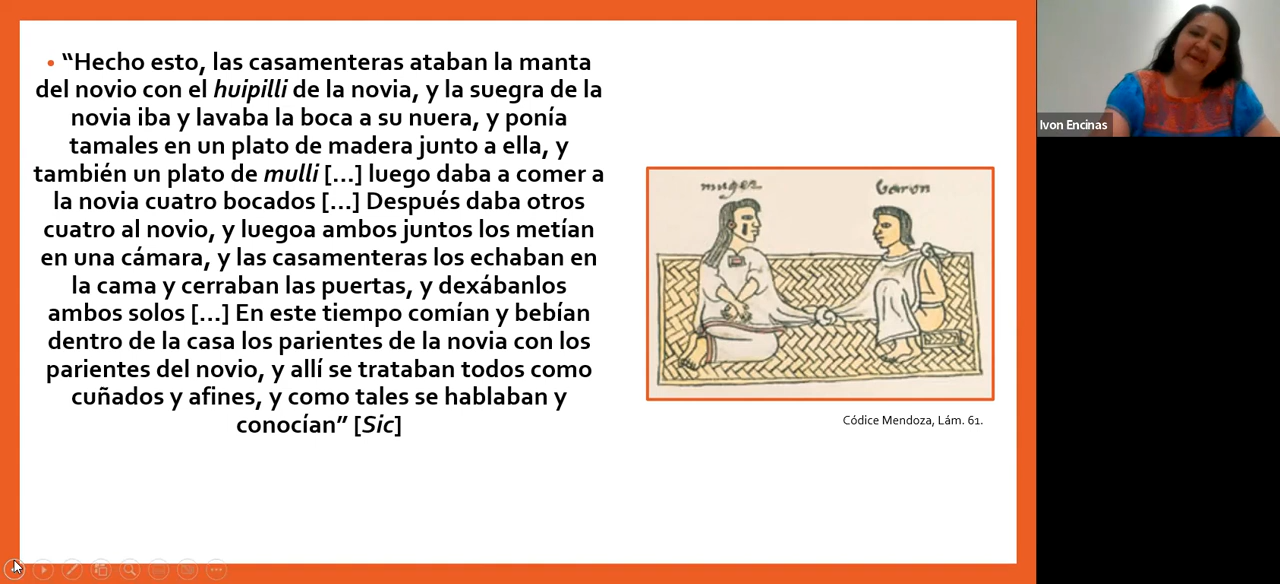 • “Hecho esto, las casamenteras ataban la manta
del novio con el huipilli de la novia, y la suegra de la
novia iba y lavaba la boca a su nuera, y ponía
tamales en un plato de madera junto a ella, y
también un plato de mulli [...] luego daba a comer a
la novia cuatro bocados [...] Después daba otros
cuatro al novio, y luegoa ambos juntos los metían
en una cámara, y las casamenteras los echaban en
la cama y cerraban las puertas, y dexábanlos
ambos solos [...] En este tiempo comían y bebían
dentro de la casa los parientes de la novia con los
parientes del novio, y allí se trataban todos como
cuñados y afines, y como tales se hablaban y
conocían” [Sic]
muger
baron
Códice Mendoza, Lám. 61.
Ivon Encinas